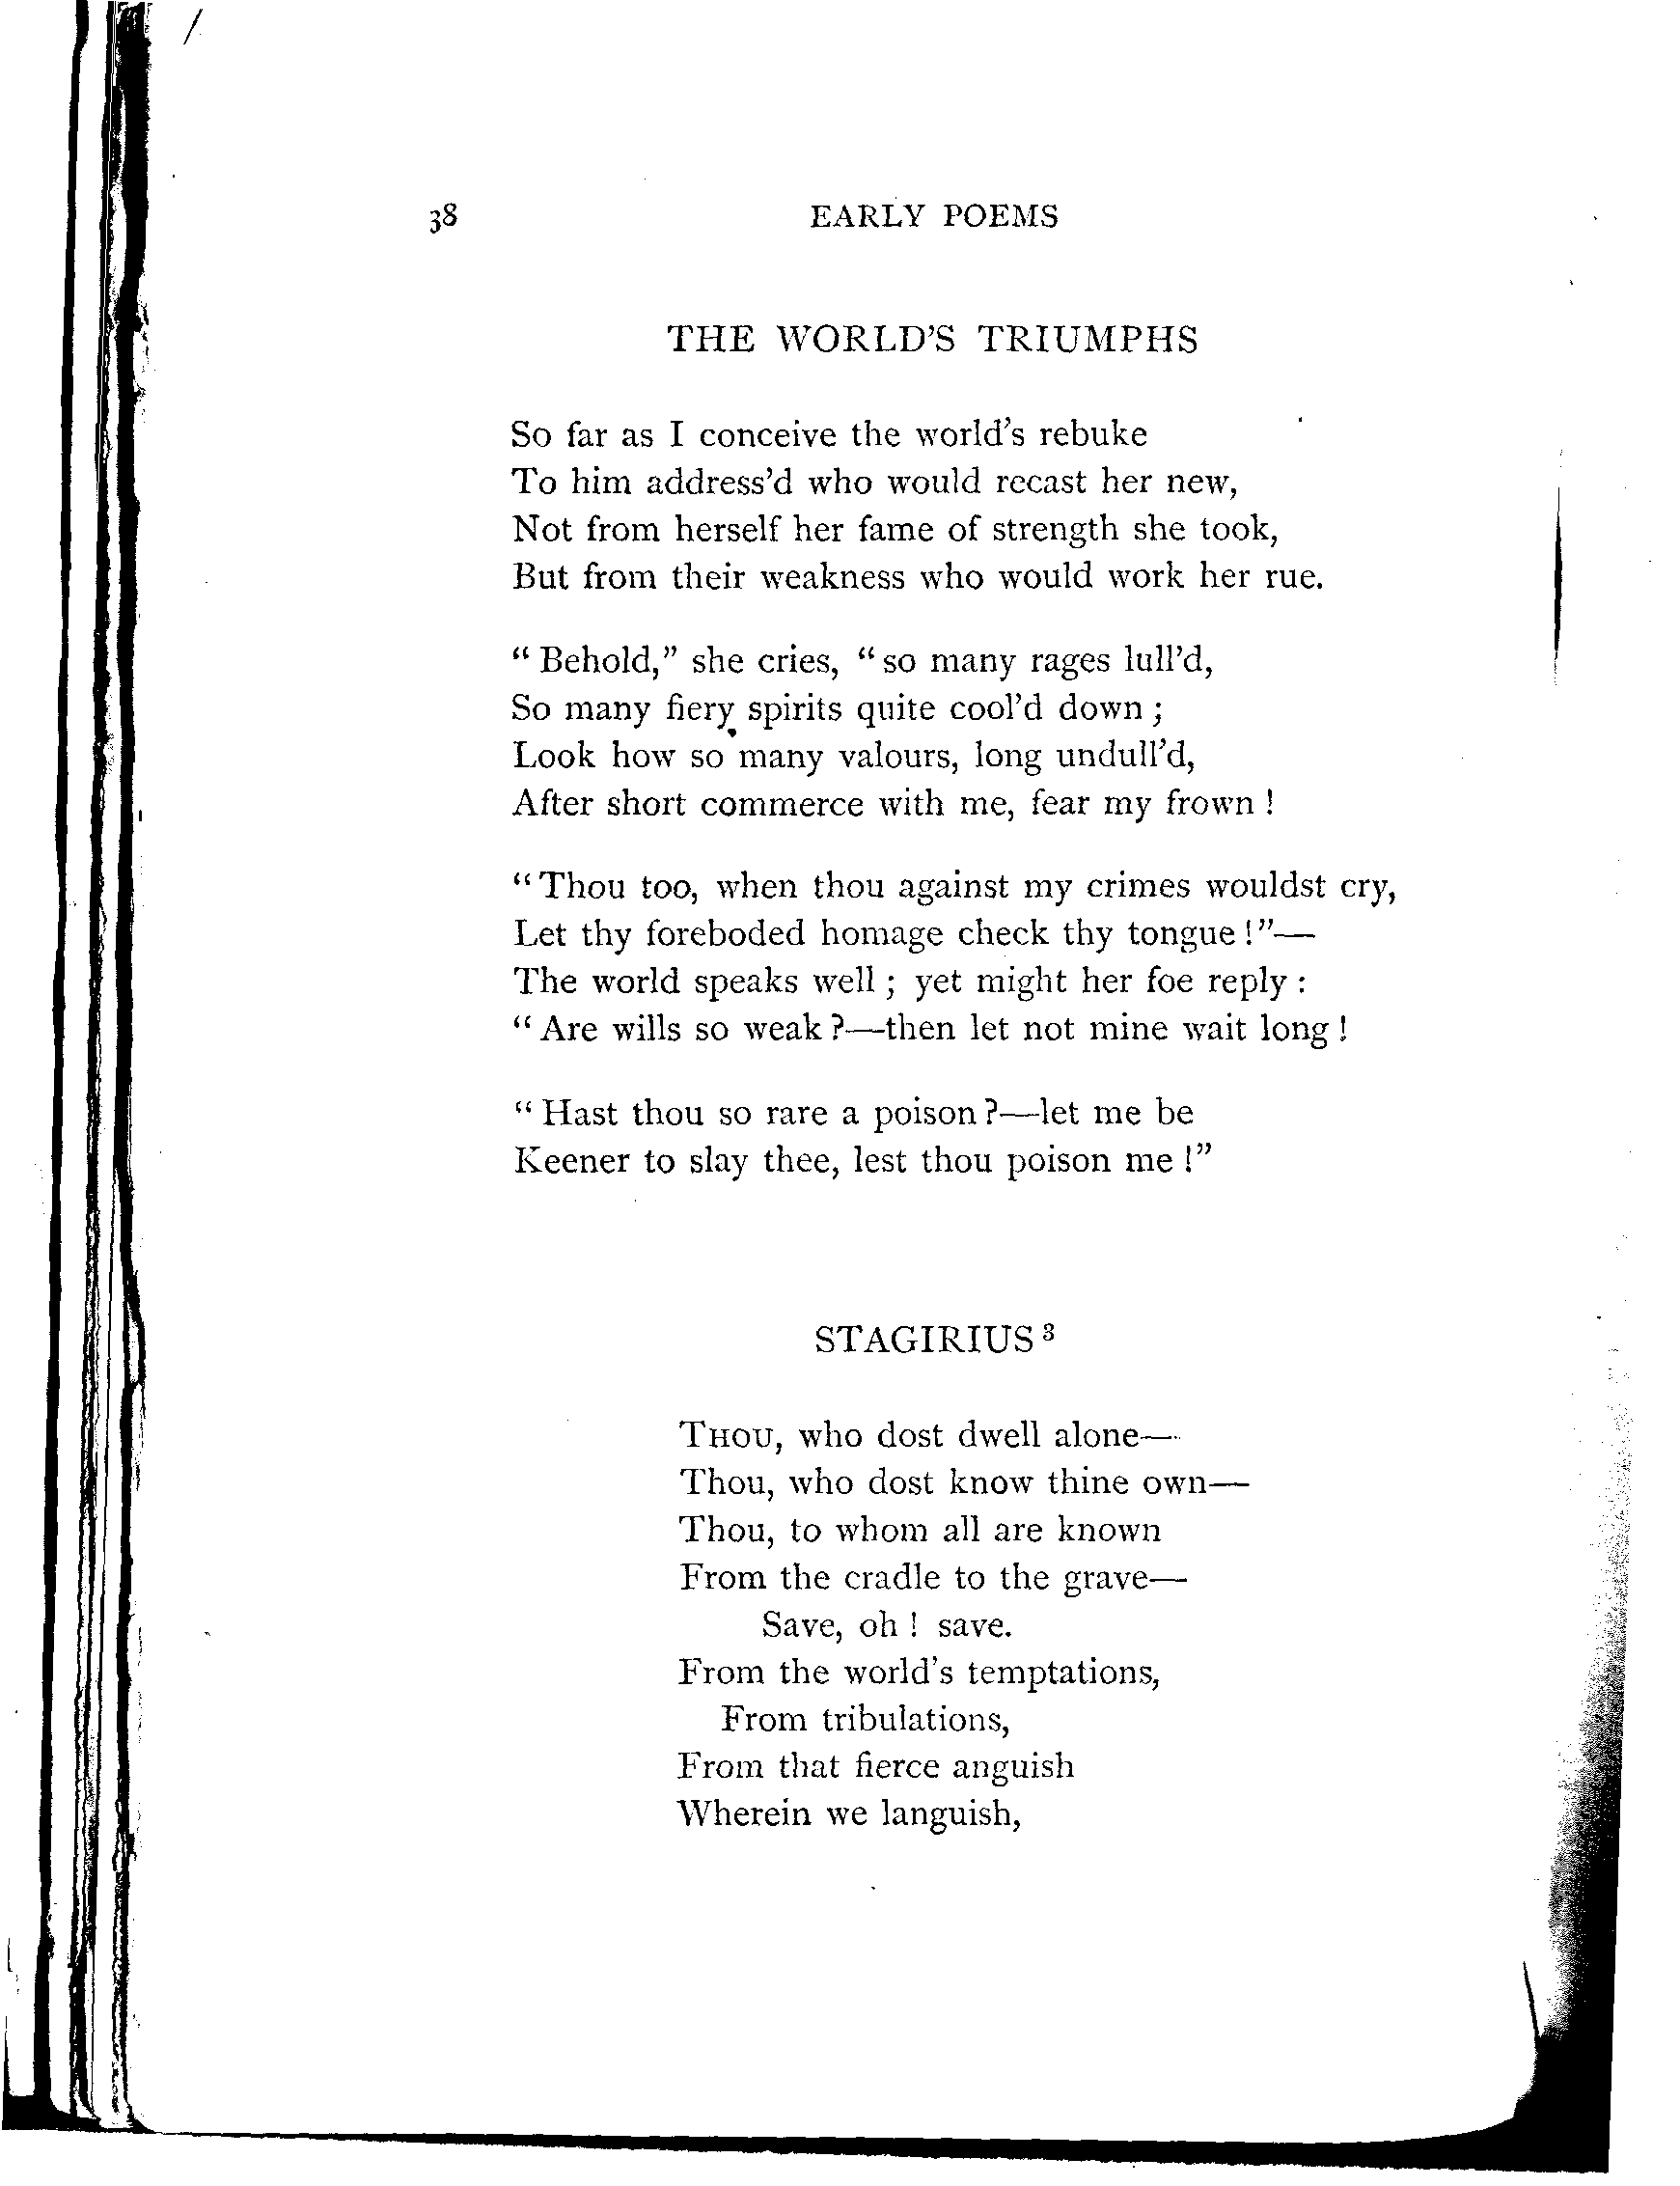 38 EARLY POEMS
THE WORLD'S TRIUMPHS
So far as I conceive the world's rebuke
To him address'd who would recast her new,
Not from herself her fame of strength she took,
But from their weakness who would work her rue.
“Behold,” she cries, “so many rages lull'd,
So many fiery spirits quite cool'd down;
Look how so many valours, long undull'd,
After short commerce with me, fear my frown!
“Thou too, when thou against my crimes wouldst cry,
Let thy foreboded homage check thy tongue!”—
The world speaks well; yet might her foe reply:
“Are wills so weak?—then let not mine wait long!
“Hast thou so rare a poison?—let me be
Keener to slay thee, lest thou poison me!”
STAGIRIUS³
THOU, who dost dwell alone—
Thou, who dost know thine own—
Thou, to whom all are known
From the cradle to the grave—
Save, oh! save.
From the world's temptations,
From tribulations,
From that fierce anguish
Wherein we languish,